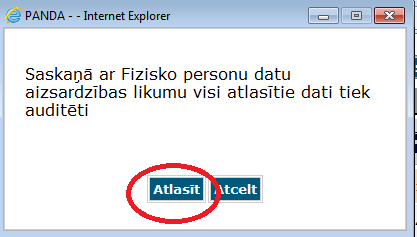 PANDA - - Internet Explorer
Saskaņā ar Fizisko personu datu
aizsardzības likumu visi atlasītie dati tiek
auditēti
Atlasīt Atcelt